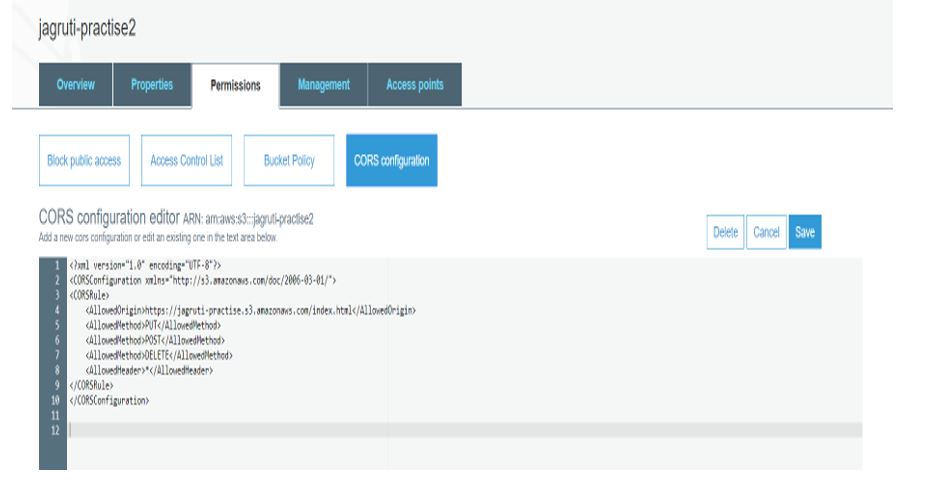 jagruti-practise2
Overview Properties Permissions Management Access points
Block public access Access Control List Bucket Policy CORS configuration
CORS configuration editor ARN: arn:aws:s3:::jagruti-practise2
Add a new cors configuration or edit an existing one in the text area below.
Delete Cancel Save
1 <?xml version="1.0" encoding="UTF-8"?>
2 <CORSConfiguration xmlns="http://s3.amazonaws.com/doc/2006-03-01/">
3 <CORSRule>
4 <AllowedOrigin>https://jagruti-practise.s3.amazonaws.com/index.html</AllowedOrigin>
5 <AllowedMethod>PUT</AllowedMethod>
6 <AllowedMethod>POST</AllowedMethod>
7 <AllowedMethod>DELETE</AllowedMethod>
8 <AllowedHeader>*</AllowedHeader>
9 </CORSRule>
10 </CORSConfiguration>
11
12